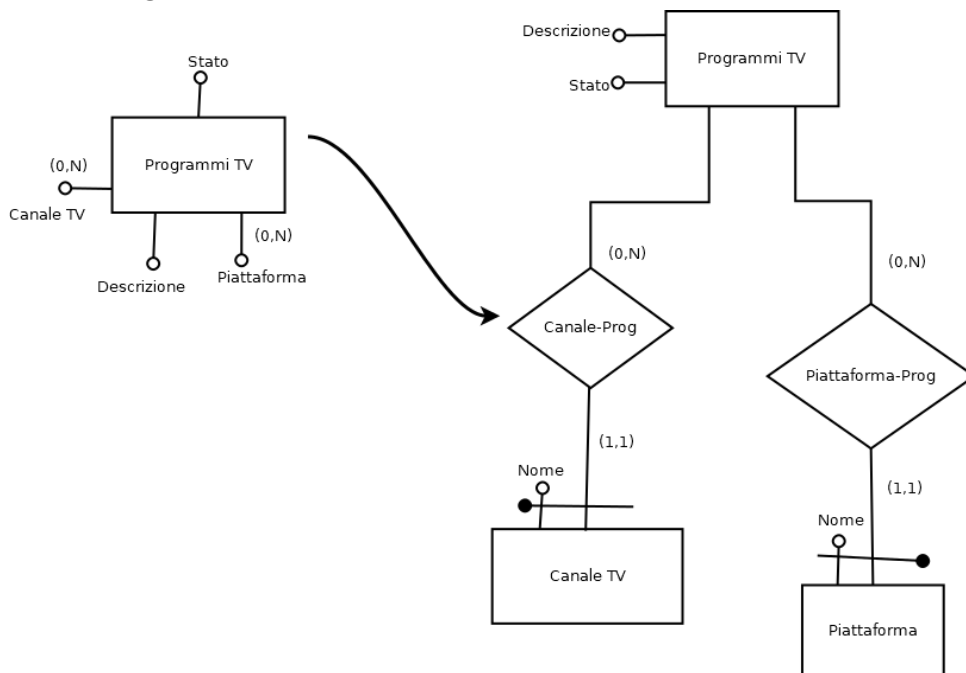 Stato
(0,N)
Programmi TV
Canale TV
(0,N)
Descrizione
Piattaforma
Descrizione
Programmi TV
Stato
(0,N)
(0,N)
Canale-Prog
Piattaforma-Prog
(1,1)
Nome
(1,1)
Nome
Canale TV
Piattaforma